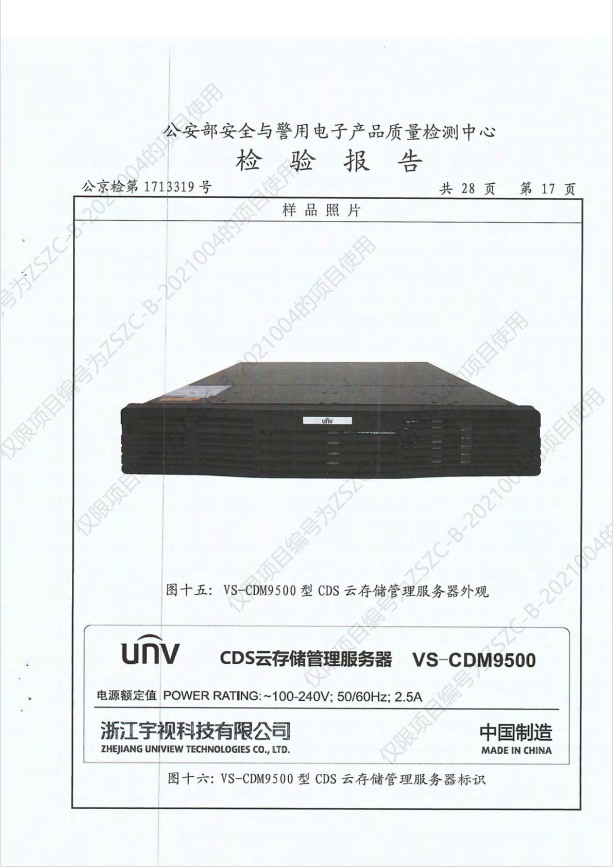 公安部安全与警用电子产品质量检测中心
检验报告
公京检第 1713319 号
共 28 页 第 17 页
样品照片
unv
图十五: VS-CDM9500 型 CDS 云存储管理服务器外观
unv CDS云存储管理服务器 VS-CDM9500
电源额定值 POWER RATING:~100-240V; 50/60Hz; 2.5A
浙江宇视科技有限公司 中国制造
ZHEJIANG UNIVIEW TECHNOLOGIES CO., LTD. MADE IN CHINA
图十六: VS-CDM9500 型 CDS 云存储管理服务器标识
仅限项目编号为ZSZC-B-2021004的项目使用